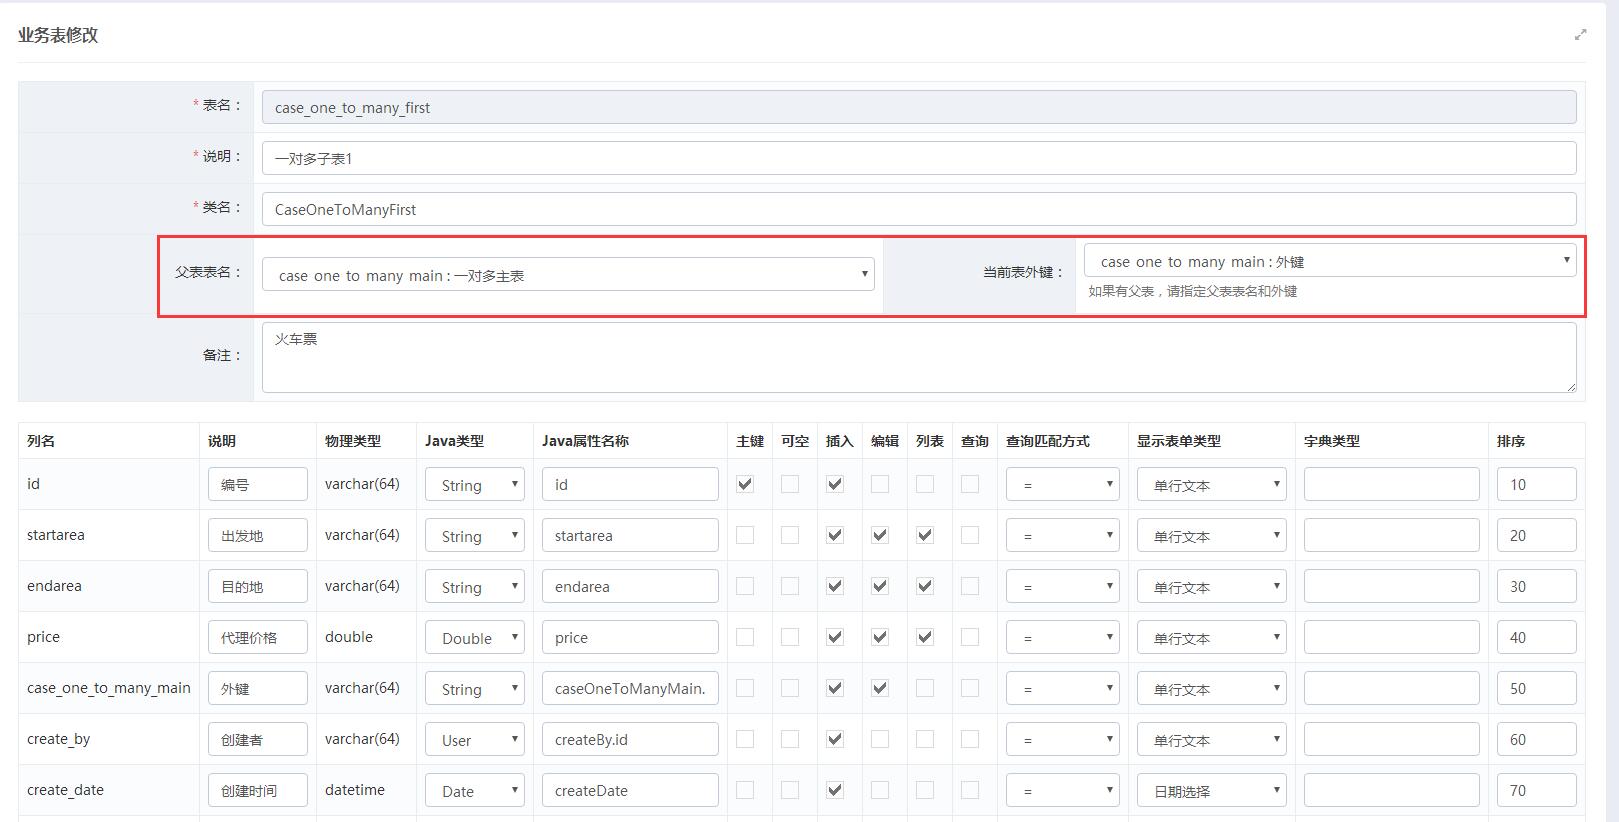 业务表修改
* 表名： case_one_to_many_first
* 说明： 一对多子表1
* 类名： CaseOneToManyFirst
父表表名： case_one_to_many_main : 一对多主表 当前表外键： case_one_to_many_main : 外键
如果有父表，请指定父表表名和外键
备注： 火车票
列名 说明 物理类型 Java类型 Java属性名称 主键 可空 插入 编辑 列表 查询 查询匹配方式 显示表单类型 字典类型 排序
id 编号 varchar(64) String id = 单行文本 10
startarea 出发地 varchar(64) String startarea = 单行文本 20
endarea 目的地 varchar(64) String endarea = 单行文本 30
price 代理价格 double Double price = 单行文本 40
case_one_to_many_main 外键 varchar(64) String caseOneToManyMain. = 单行文本 50
create_by 创建者 varchar(64) User createBy.id = 单行文本 60
create_date 创建时间 datetime Date createDate = 日期选择 70